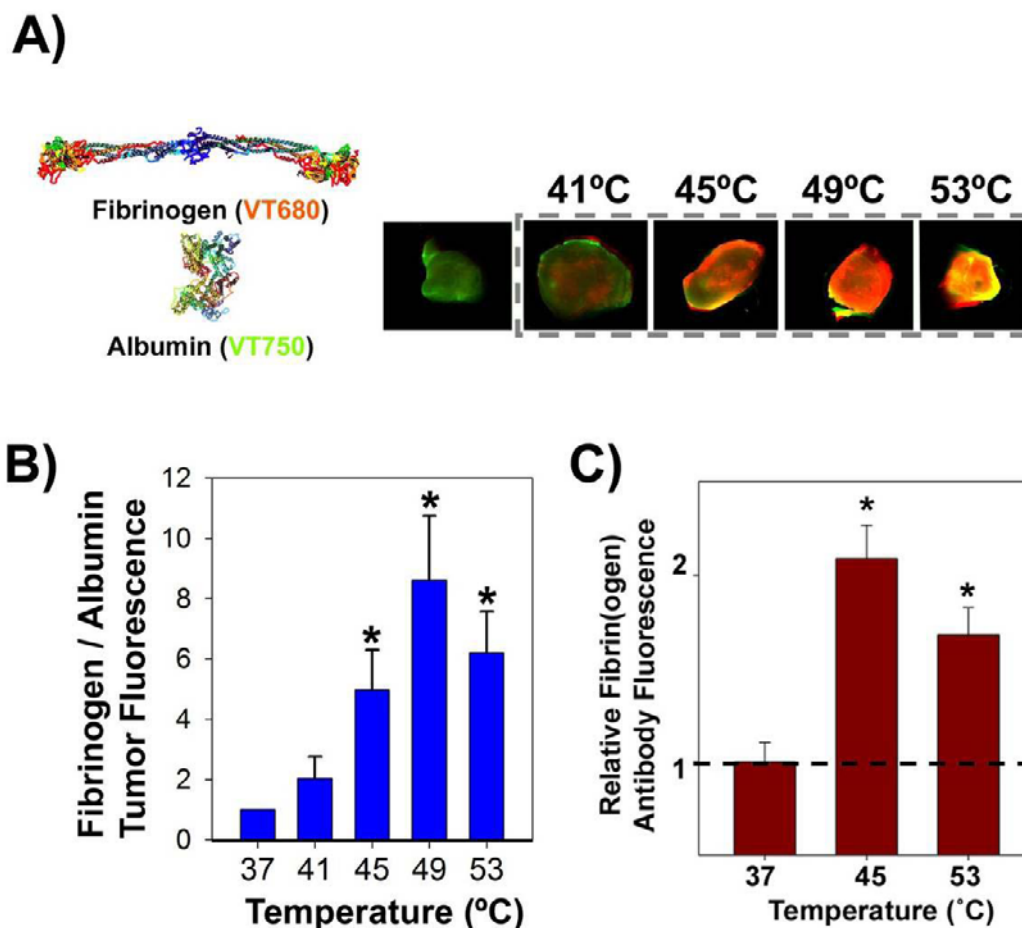 A)
Fibrinogen (VT680)
Albumin (VT750)
41ºC 45ºC 49ºC 53ºC
B)
Fibrinogen / Albumin
Tumor Fluorescence
12
10
8
6
4
2
0
* * *
37 41 45 49 53
Temperature (ºC)
C)
Relative Fibrin(ogen)
Antibody Fluorescence
2
1
* *
37 45 53
Temperature (˚C)